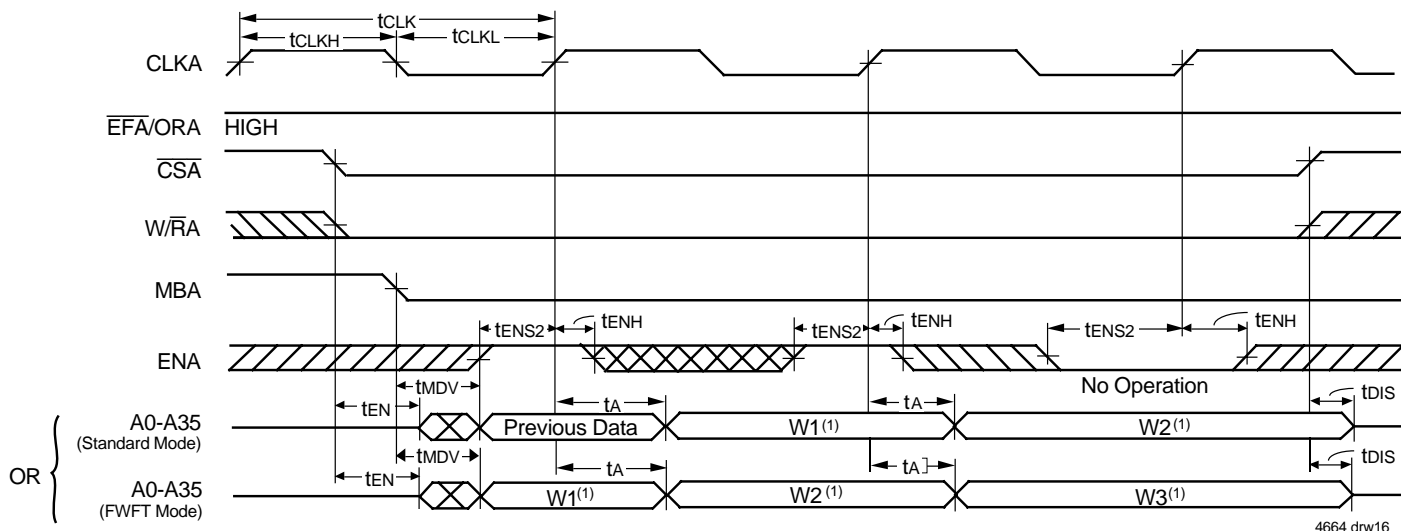 tCLK
tCLKH tCLKL
CLKA
EFA/ORA HIGH
CSA
W/RA
MBA
tENS2 tENH tENS2 tENH tENS2 tENH
ENA
No Operation
tMDV
tEN tA tA tDIS
A0-A35 Previous Data W1(1) W2(1)
(Standard Mode)
OR
tMDV
tEN tA tA tDIS
A0-A35 W1(1) W2(1) W3(1)
(FWFT Mode)
4664 drw16